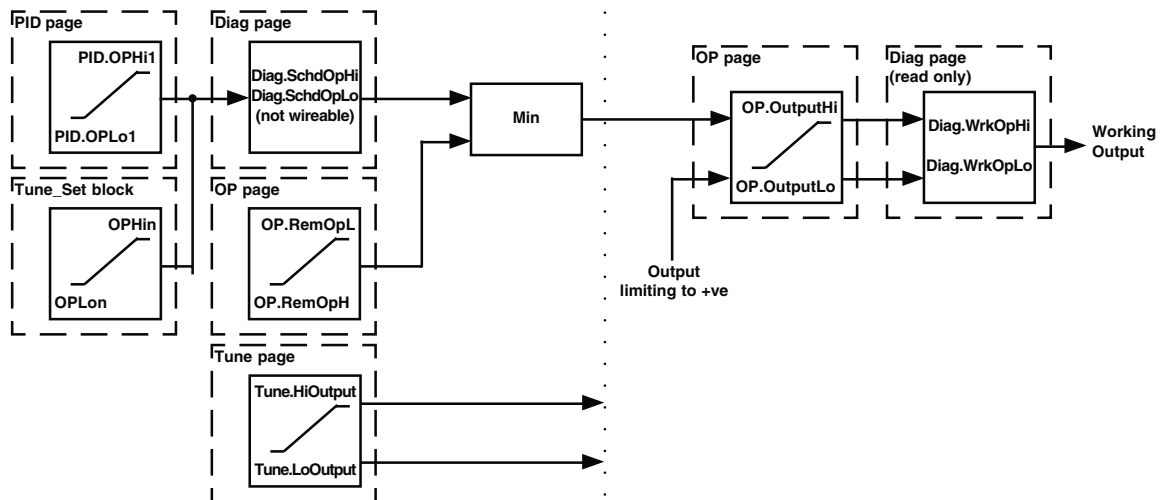 PID page
PID.OPHi1
PID.OPLo1
Tune_Set block
OPHin
OPLon
Diag page
Diag.SchdOpHi
Diag.SchdOpLo
(not wireable)
OP page
OP.RemOpL
OP.RemOpH
Tune page
Tune.HiOutput
Tune.LoOutput
Min
OP page
OP.OutputHi
OP.OutputLo
Output
limiting to +ve
Diag page
(read only)
Diag.WrkOpHi
Diag.WrkOpLo
Working
Output